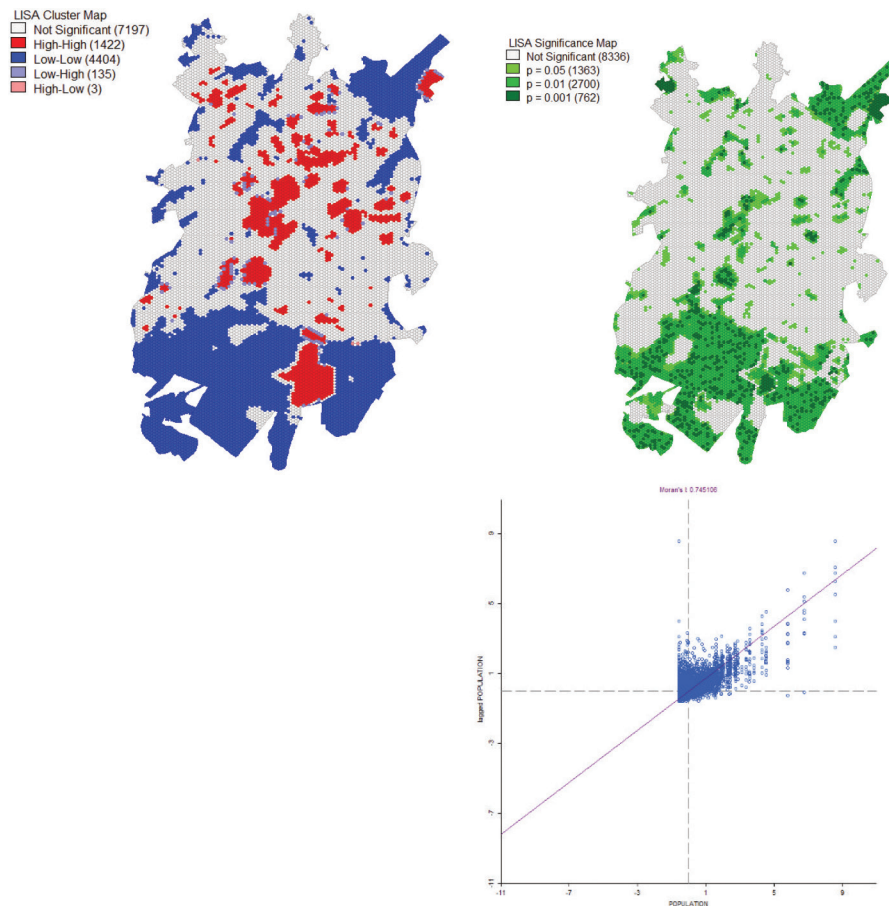 LISA Cluster Map
Not Significant (7197)
High-High (1422)
Low-Low (4404)
Low-High (135)
High-Low (3)
LISA Significance Map
Not Significant (8336)
p = 0.05 (1363)
p = 0.01 (2700)
p = 0.001 (762)
Moran's I: 0.745100
9
5
1
-3
-7
-11
lagged POPULATION
-11
-7
-3
1
5
9
POPULATION